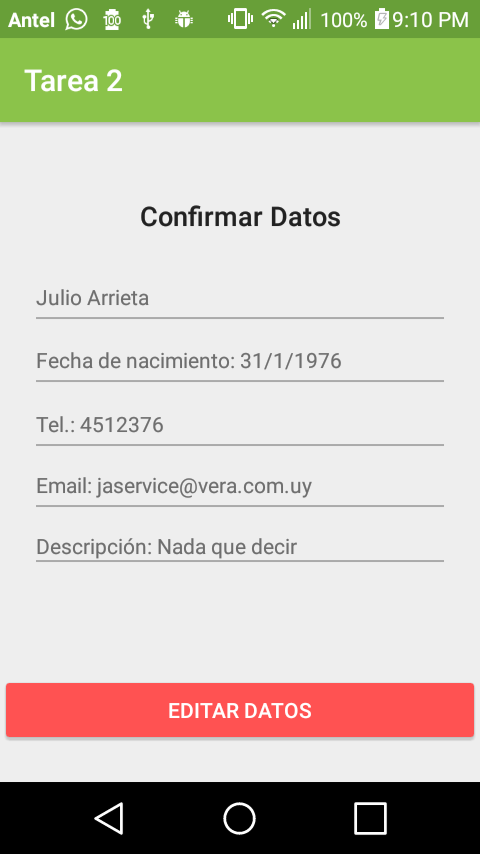 Antel 100 100% 9:10 PM
Tarea 2
Confirmar Datos
Julio Arrieta
Fecha de nacimiento: 31/1/1976
Tel.: 4512376
Email: jaservice@vera.com.uy
Descripción: Nada que decir
EDITAR DATOS